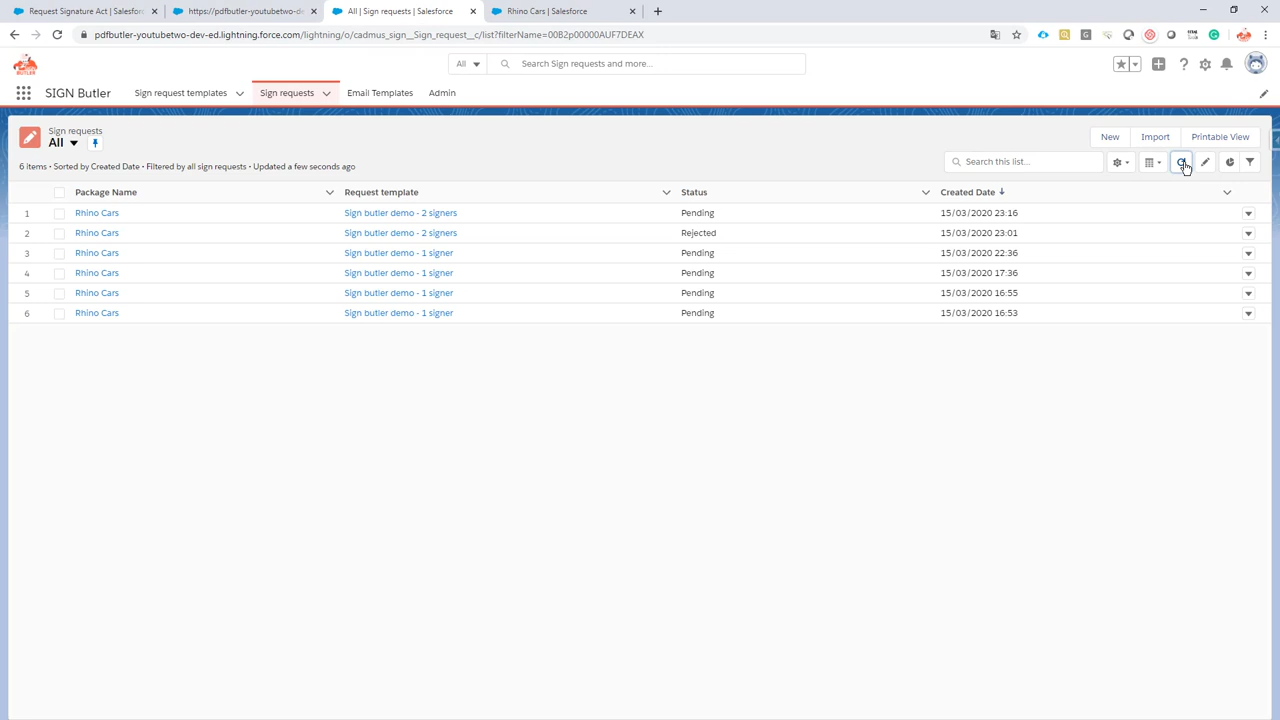 Request Signature Act | Salesfor
https://pdfbutler-youtubetwo-de
All | Sign requests | Salesforce
Rhino Cars | Salesforce
pdfbutler-youtubetwo-dev-ed.lightning.force.com/lightning/o/cadmus_sign__Sign_request__c/list?filterName=00B2p00000AUF7DEAX
All
Search Sign requests and more...
SIGN Butler
Sign request templates
Sign requests
Email Templates
Admin
Sign requests
All
New
Import
Printable View
6 items • Sorted by Created Date • Filtered by all sign requests • Updated a few seconds ago
Search this list...
Package Name
Request template
Status
Created Date
1 Rhino Cars Sign butler demo - 2 signers Pending 15/03/2020 23:16
2 Rhino Cars Sign butler demo - 2 signers Rejected 15/03/2020 23:01
3 Rhino Cars Sign butler demo - 1 signer Pending 15/03/2020 22:36
4 Rhino Cars Sign butler demo - 1 signer Pending 15/03/2020 17:36
5 Rhino Cars Sign butler demo - 1 signer Pending 15/03/2020 16:55
6 Rhino Cars Sign butler demo - 1 signer Pending 15/03/2020 16:53